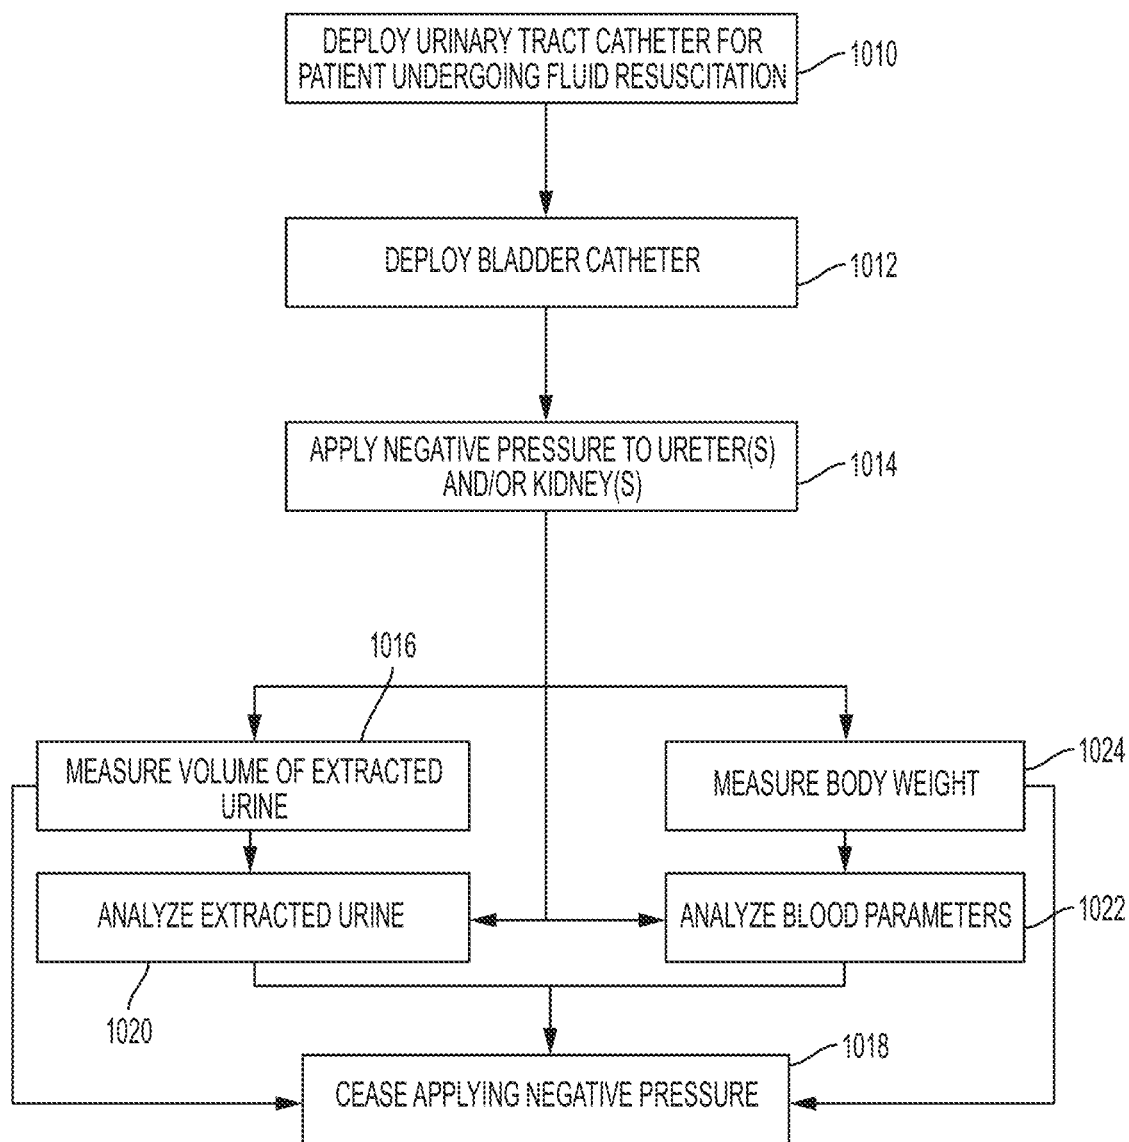 DEPLOY URINARY TRACT CATHETER FOR
PATIENT UNDERGOING FLUID RESUSCITATION
1010
DEPLOY BLADDER CATHETER
1012
APPLY NEGATIVE PRESSURE TO URETER(S)
AND/OR KIDNEY(S)
1014
1016
MEASURE VOLUME OF EXTRACTED
URINE
MEASURE BODY WEIGHT
1024
ANALYZE EXTRACTED URINE
ANALYZE BLOOD PARAMETERS
1022
1020
CEASE APPLYING NEGATIVE PRESSURE
1018